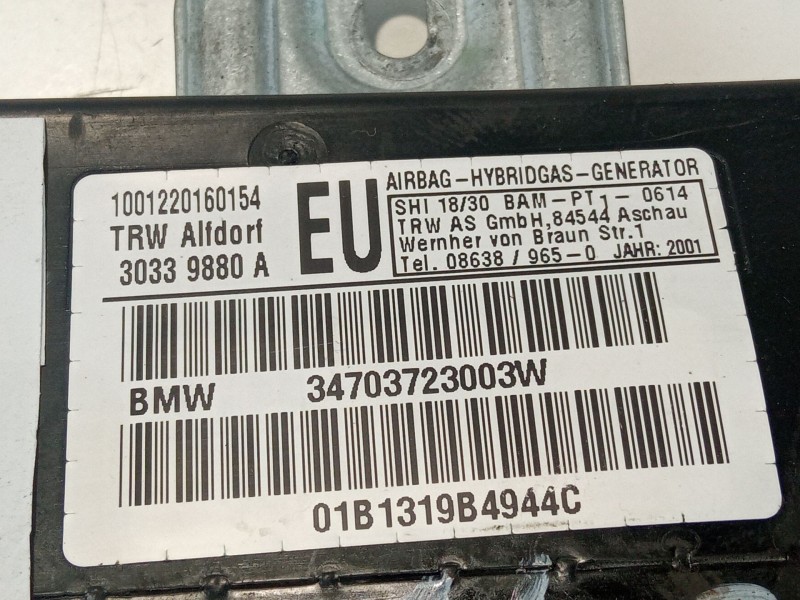 1001220160154
TRW Alfdorf
3033 9880 A
EU
AIRBAG-HYBRIDGAS-GENERATOR
SHI 18/30 BAM-PT1-0614
TRW AS GmbH,84544 Aschau
Wernher von Braun Str.1
Tel. 08638 / 965-0 JAHR: 2001
BMW 34703723003W
01B1319B4944C